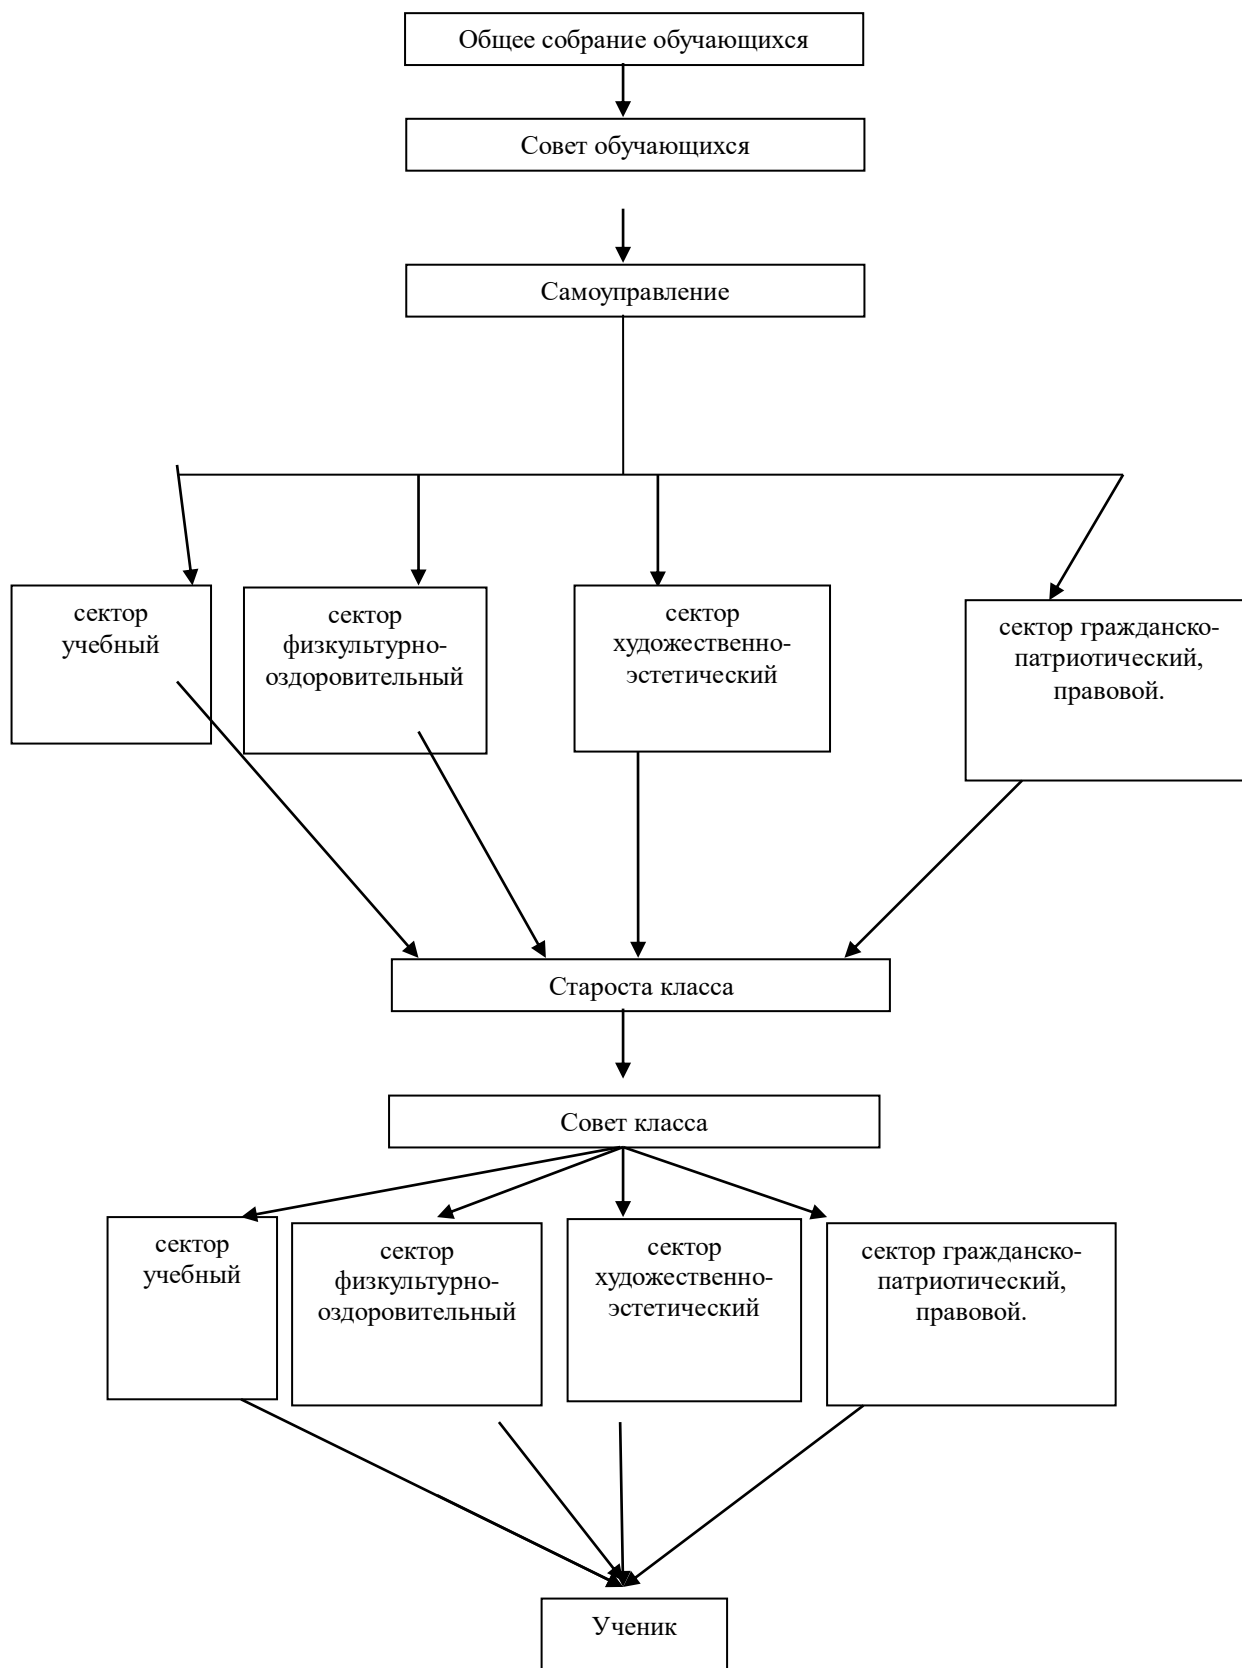 Общее собрание обучающихся
Совет обучающихся
Самоуправление
сектор
учебный
сектор
физкультурно-
оздоровительный
сектор
художественно-
эстетический
сектор гражданско-
патриотический,
правовой.
Староста класса
Совет класса
сектор
учебный
сектор
физкультурно-
оздоровительный
сектор
художественно-
эстетический
сектор гражданско-
патриотический,
правовой.
Ученик